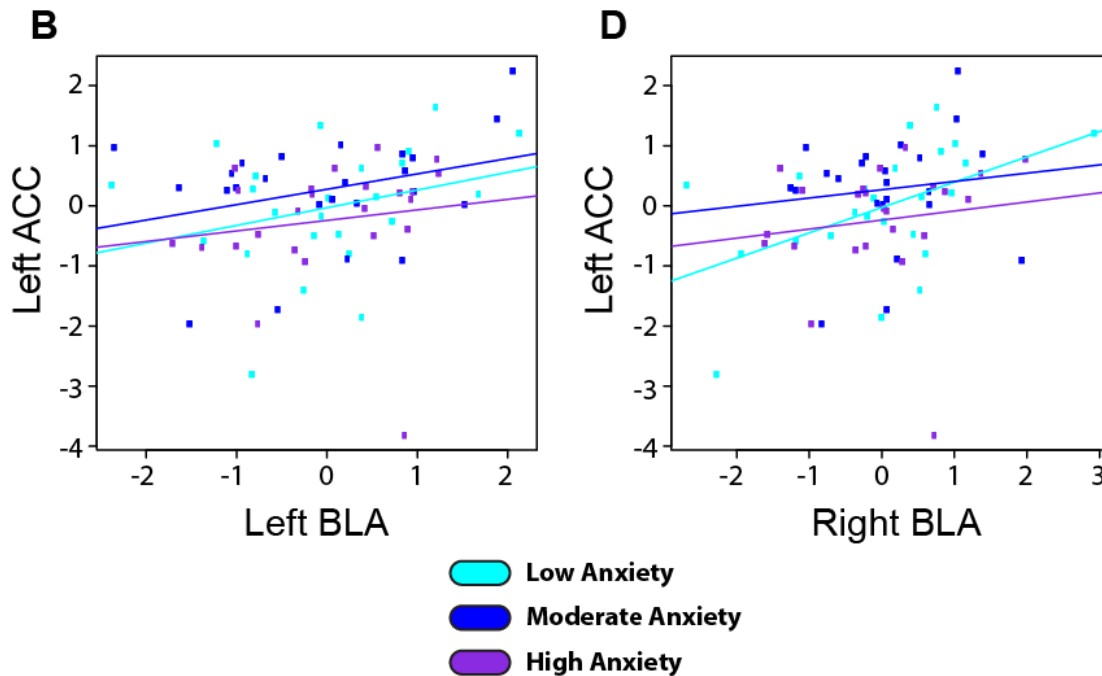 B
D
2
1
0
-1
-2
-3
-4
Left ACC
-2
-1
0
1
2
Left BLA
2
1
0
-1
-2
-3
-4
Left ACC
-2
-1
0
1
2
3
Right BLA
Low Anxiety
Moderate Anxiety
High Anxiety